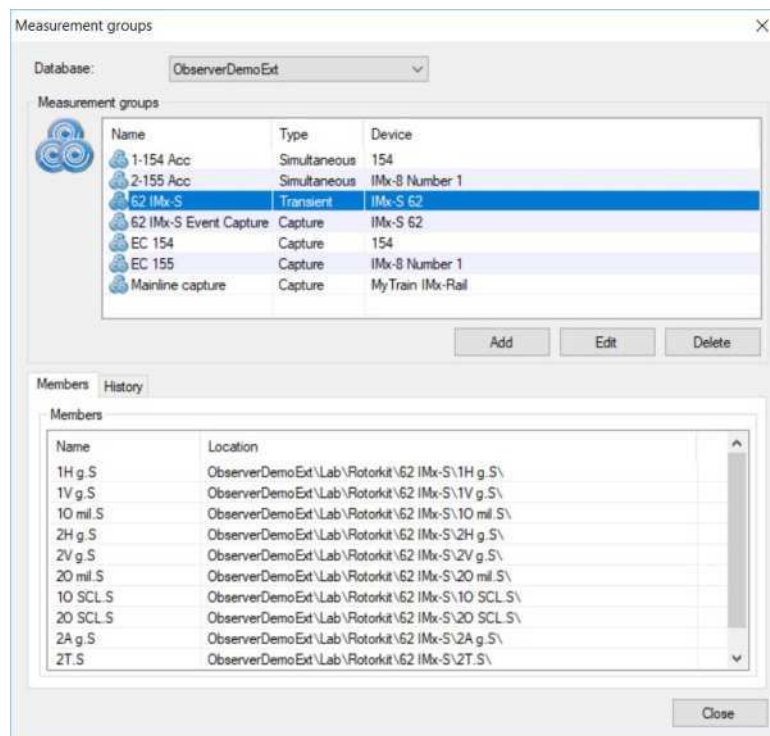 Measurement groups
Database: ObserverDemoExt
Measurement groups
Name Type Device
1-154 Acc Simultaneous 154
2-155 Acc Simultaneous IMx-8 Number 1
62 IMx-S Transient IMx-S 62
62 IMx-S Event Capture Capture IMx-S 62
EC 154 Capture 154
EC 155 Capture IMx-8 Number 1
Mainline capture Capture MyTrain IMx-Rail
Add Edit Delete
Members History
Members
Name Location
1H g.S ObserverDemoExt\Lab\Rotorkit\62 IMx-S\1H g.S\
1V g.S ObserverDemoExt\Lab\Rotorkit\62 IMx-S\1V g.S\
1O mil.S ObserverDemoExt\Lab\Rotorkit\62 IMx-S\1O mil.S\
2H g.S ObserverDemoExt\Lab\Rotorkit\62 IMx-S\2H g.S\
2V g.S ObserverDemoExt\Lab\Rotorkit\62 IMx-S\2V g.S\
2O mil.S ObserverDemoExt\Lab\Rotorkit\62 IMx-S\2O mil.S\
1O SCL.S ObserverDemoExt\Lab\Rotorkit\62 IMx-S\1O SCL.S\
2O SCL.S ObserverDemoExt\Lab\Rotorkit\62 IMx-S\2O SCL.S\
2A g.S ObserverDemoExt\Lab\Rotorkit\62 IMx-S\2A g.S\
2T.S ObserverDemoExt\Lab\Rotorkit\62 IMx-S\2T.S\
Close